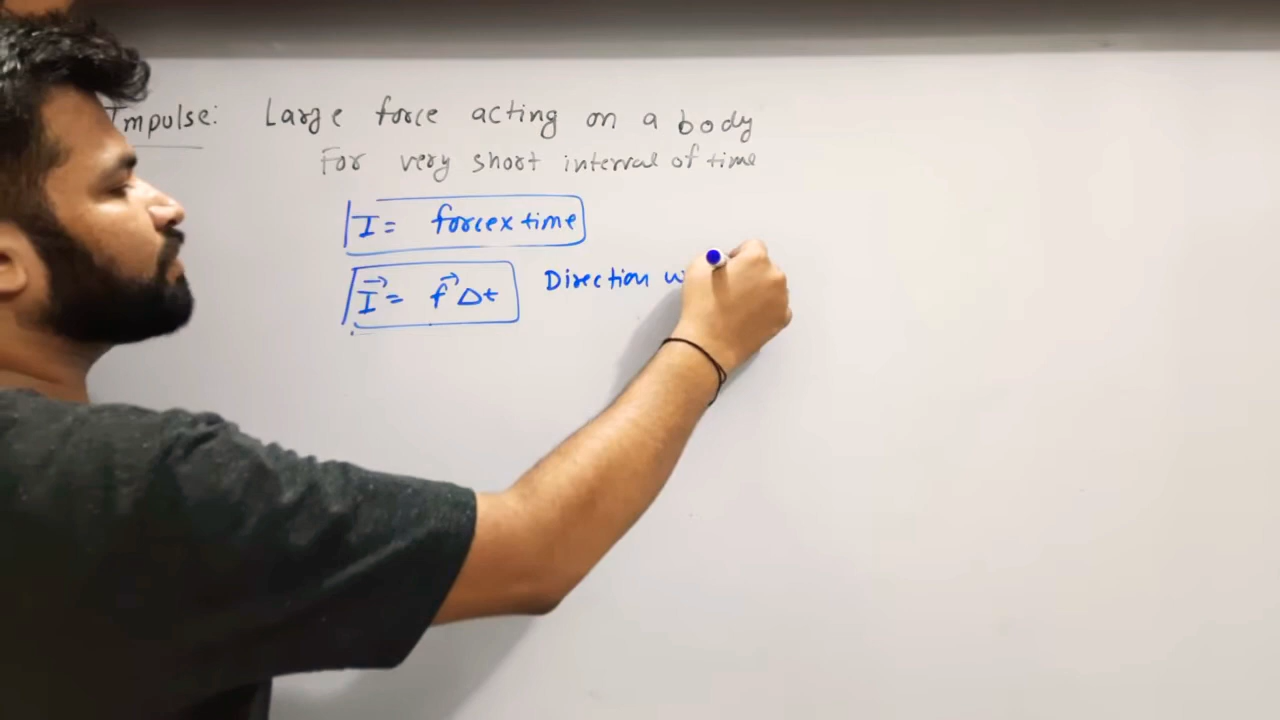 Impulse: Large force acting on a body
For very short interval of time
I = force x time
I⃗ = f⃗ Δt Direction